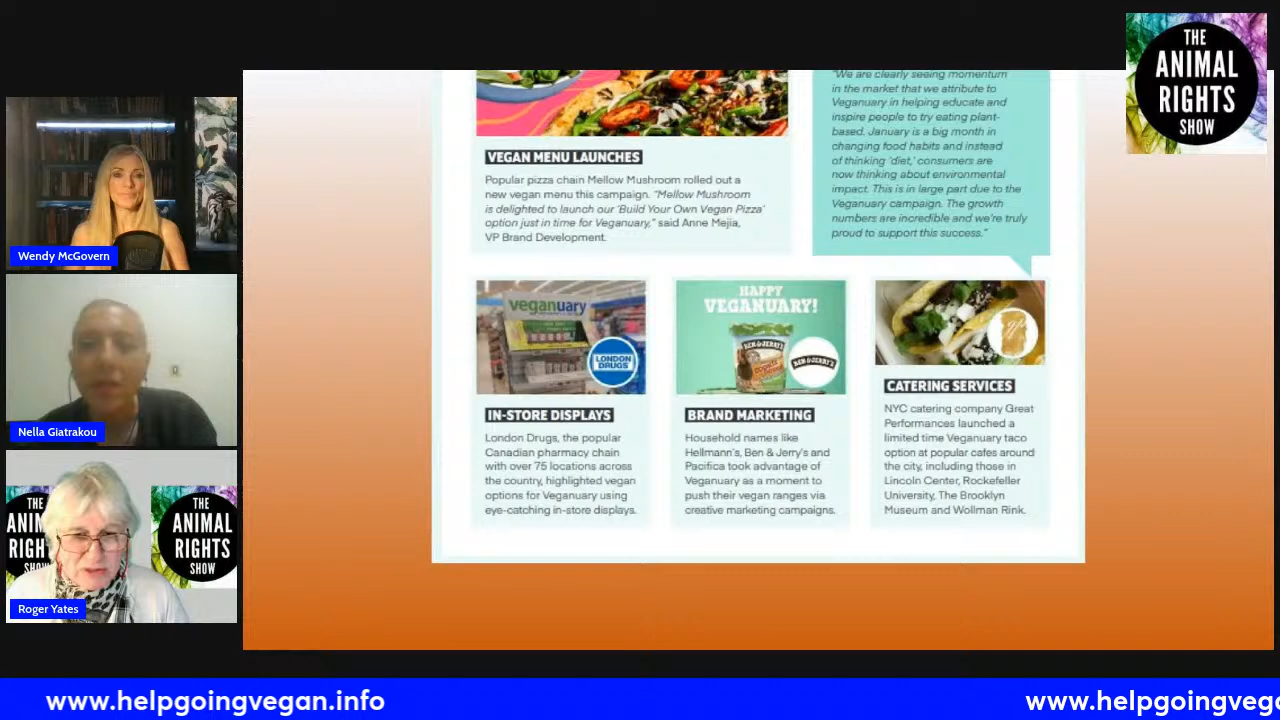 THE
ANIMAL
RIGHTS
SHOW
Wendy McGovern
Nella Giatrakou
THE
ANIM
RIGH
SHO
THE
ANIMAL
RIGHTS
SHOW
Roger Yates
VEGAN MENU LAUNCHES
Popular pizza chain Mellow Mushroom rolled out a
new vegan menu this campaign. “Mellow Mushroom
is delighted to launch our ‘Build Your Own Vegan Pizza’
option just in time for Veganuary,” said Anne Mejia,
VP Brand Development.
“We are clearly seeing momentum
in the market that we attribute to
Veganuary in helping educate and
inspire people to try eating plant-
based. January is a big month in
changing food habits and instead
of thinking ‘diet,’ consumers are
now thinking about environmental
impact. This is in large part due to the
Veganuary campaign. The growth
numbers are incredible and we’re truly
proud to support this success.”
veganuary
LONDON
DRUGS
IN-STORE DISPLAYS
London Drugs, the popular
Canadian pharmacy chain
with over 75 locations across
the country, highlighted vegan
options for Veganuary using
eye-catching in-store displays.
HAPPY
VEGANUARY!
BEN & JERRY'S
BEN & JERRY'S
BRAND MARKETING
Household names like
Hellmann’s, Ben & Jerry’s and
Pacifica took advantage of
Veganuary as a moment to
push their vegan ranges via
creative marketing campaigns.
CATERING SERVICES
NYC catering company Great
Performances launched a
limited time Veganuary taco
option at popular cafes around
the city, including those in
Lincoln Center, Rockefeller
University, The Brooklyn
Museum and Wollman Rink.
www.helpgoingvegan.info
www.helpgoingvega